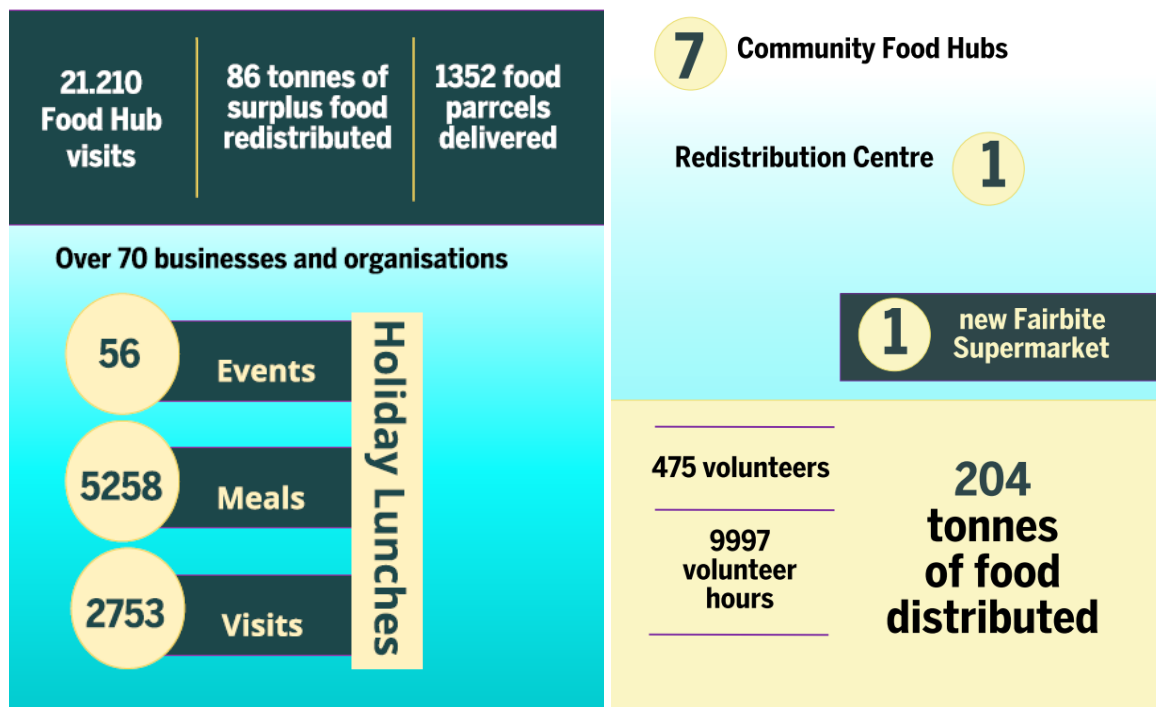 21.210
Food Hub
visits
86 tonnes of
surplus food
redistributed
1352 food
parrcels
delivered
Over 70 businesses and organisations
56
Events
5258
Meals
2753
Visits
Holiday Lunches
7 Community Food Hubs
Redistribution Centre 1
1
new Fairbite
Supermarket
475 volunteers
9997
volunteer
hours
204
tonnes
of food
distributed